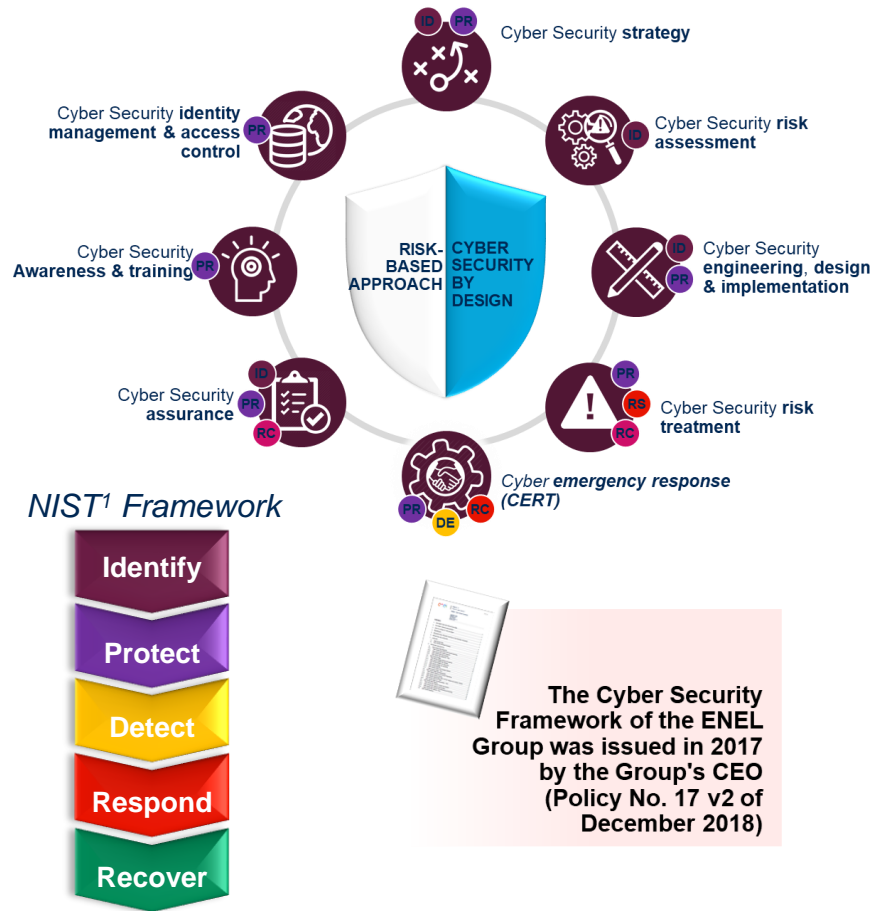 ID PR
Cyber Security strategy
Cyber Security identity
management & access
control
PR
ID
Cyber Security risk
assessment
RISK-
BASED
APPROACH
CYBER
SECURITY
BY
DESIGN
Cyber Security
Awareness & training
PR
ID
PR
Cyber Security
engineering, design
& implementation
Cyber Security
assurance
ID
PR
RC
PR
RS
RC
Cyber Security risk
treatment
PR
DE
RC
Cyber emergency response
(CERT)
NIST¹ Framework
Identify
Protect
Detect
Respond
Recover
The Cyber Security
Framework of the ENEL
Group was issued in 2017
by the Group's CEO
(Policy No. 17 v2 of
December 2018)